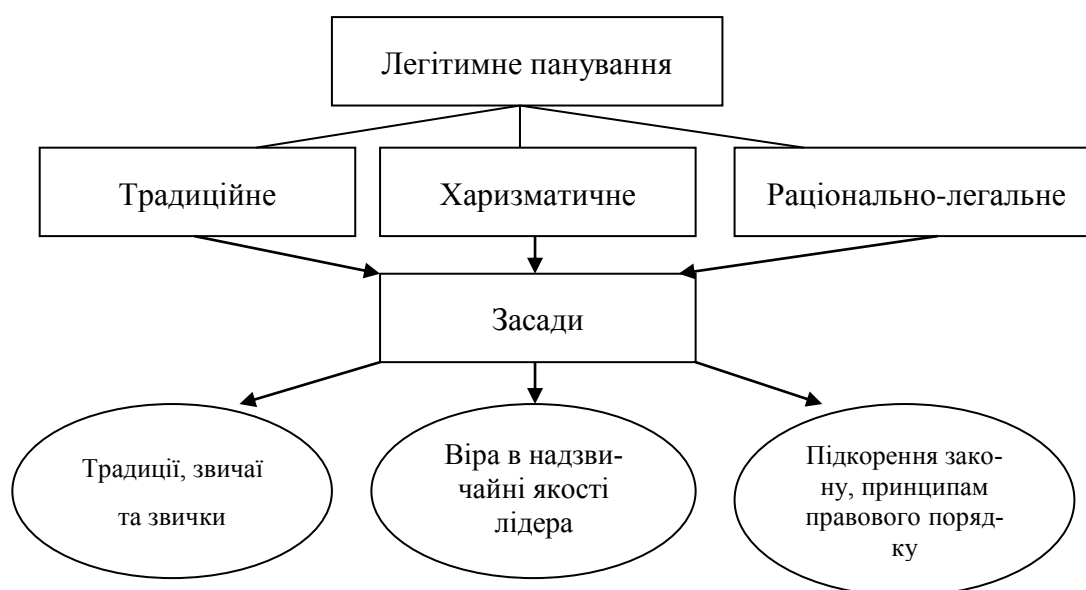 Легітимне панування
Традиційне
Харизматичне
Раціонально-легальне
Засади
Традиції, звичаї
та звички
Віра в надзви-
чайні якості
лідера
Підкорення зако-
ну, принципам
правового поряд-
ку